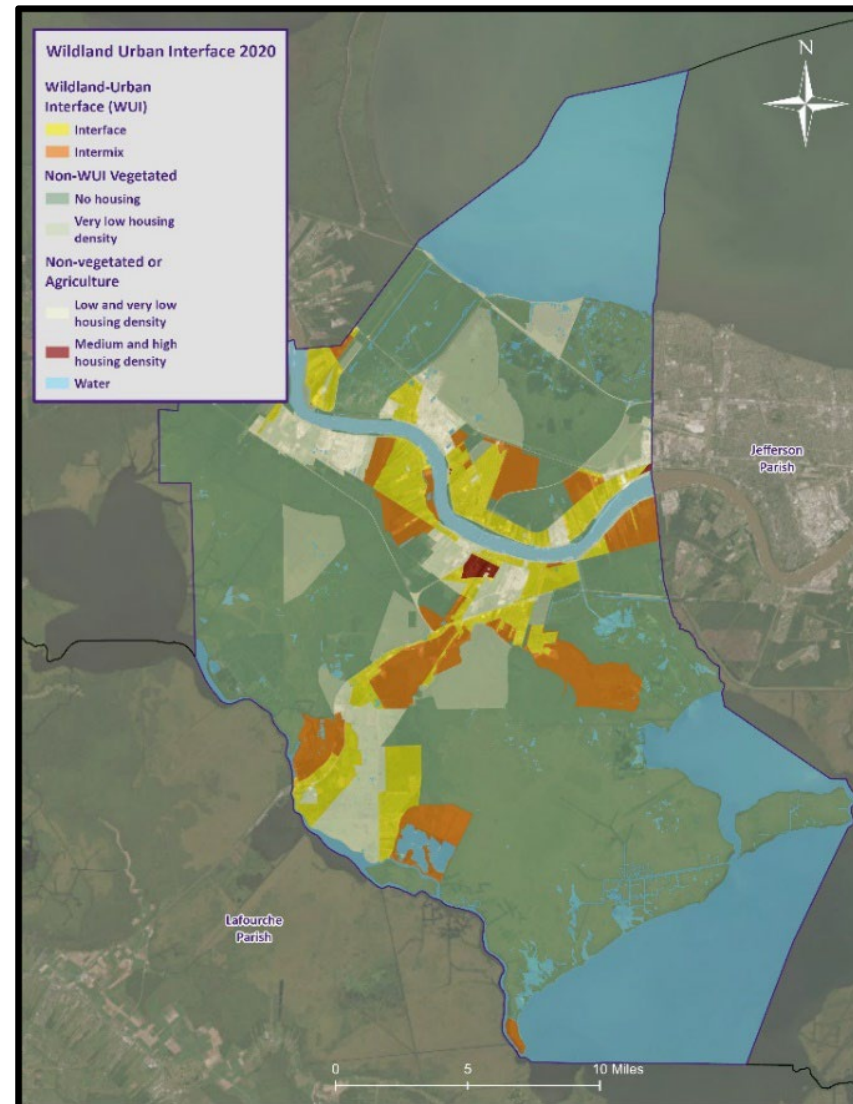 Wildland Urban Interface 2020
Wildland-Urban
Interface (WUI)
Interface
Intermix
Non-WUI Vegetated
No housing
Very low housing
density
Non-vegetated or
Agriculture
Low and very low
housing density
Medium and high
housing density
Water
N
Jefferson
Parish
Lafourche
Parish
0 5 10 Miles